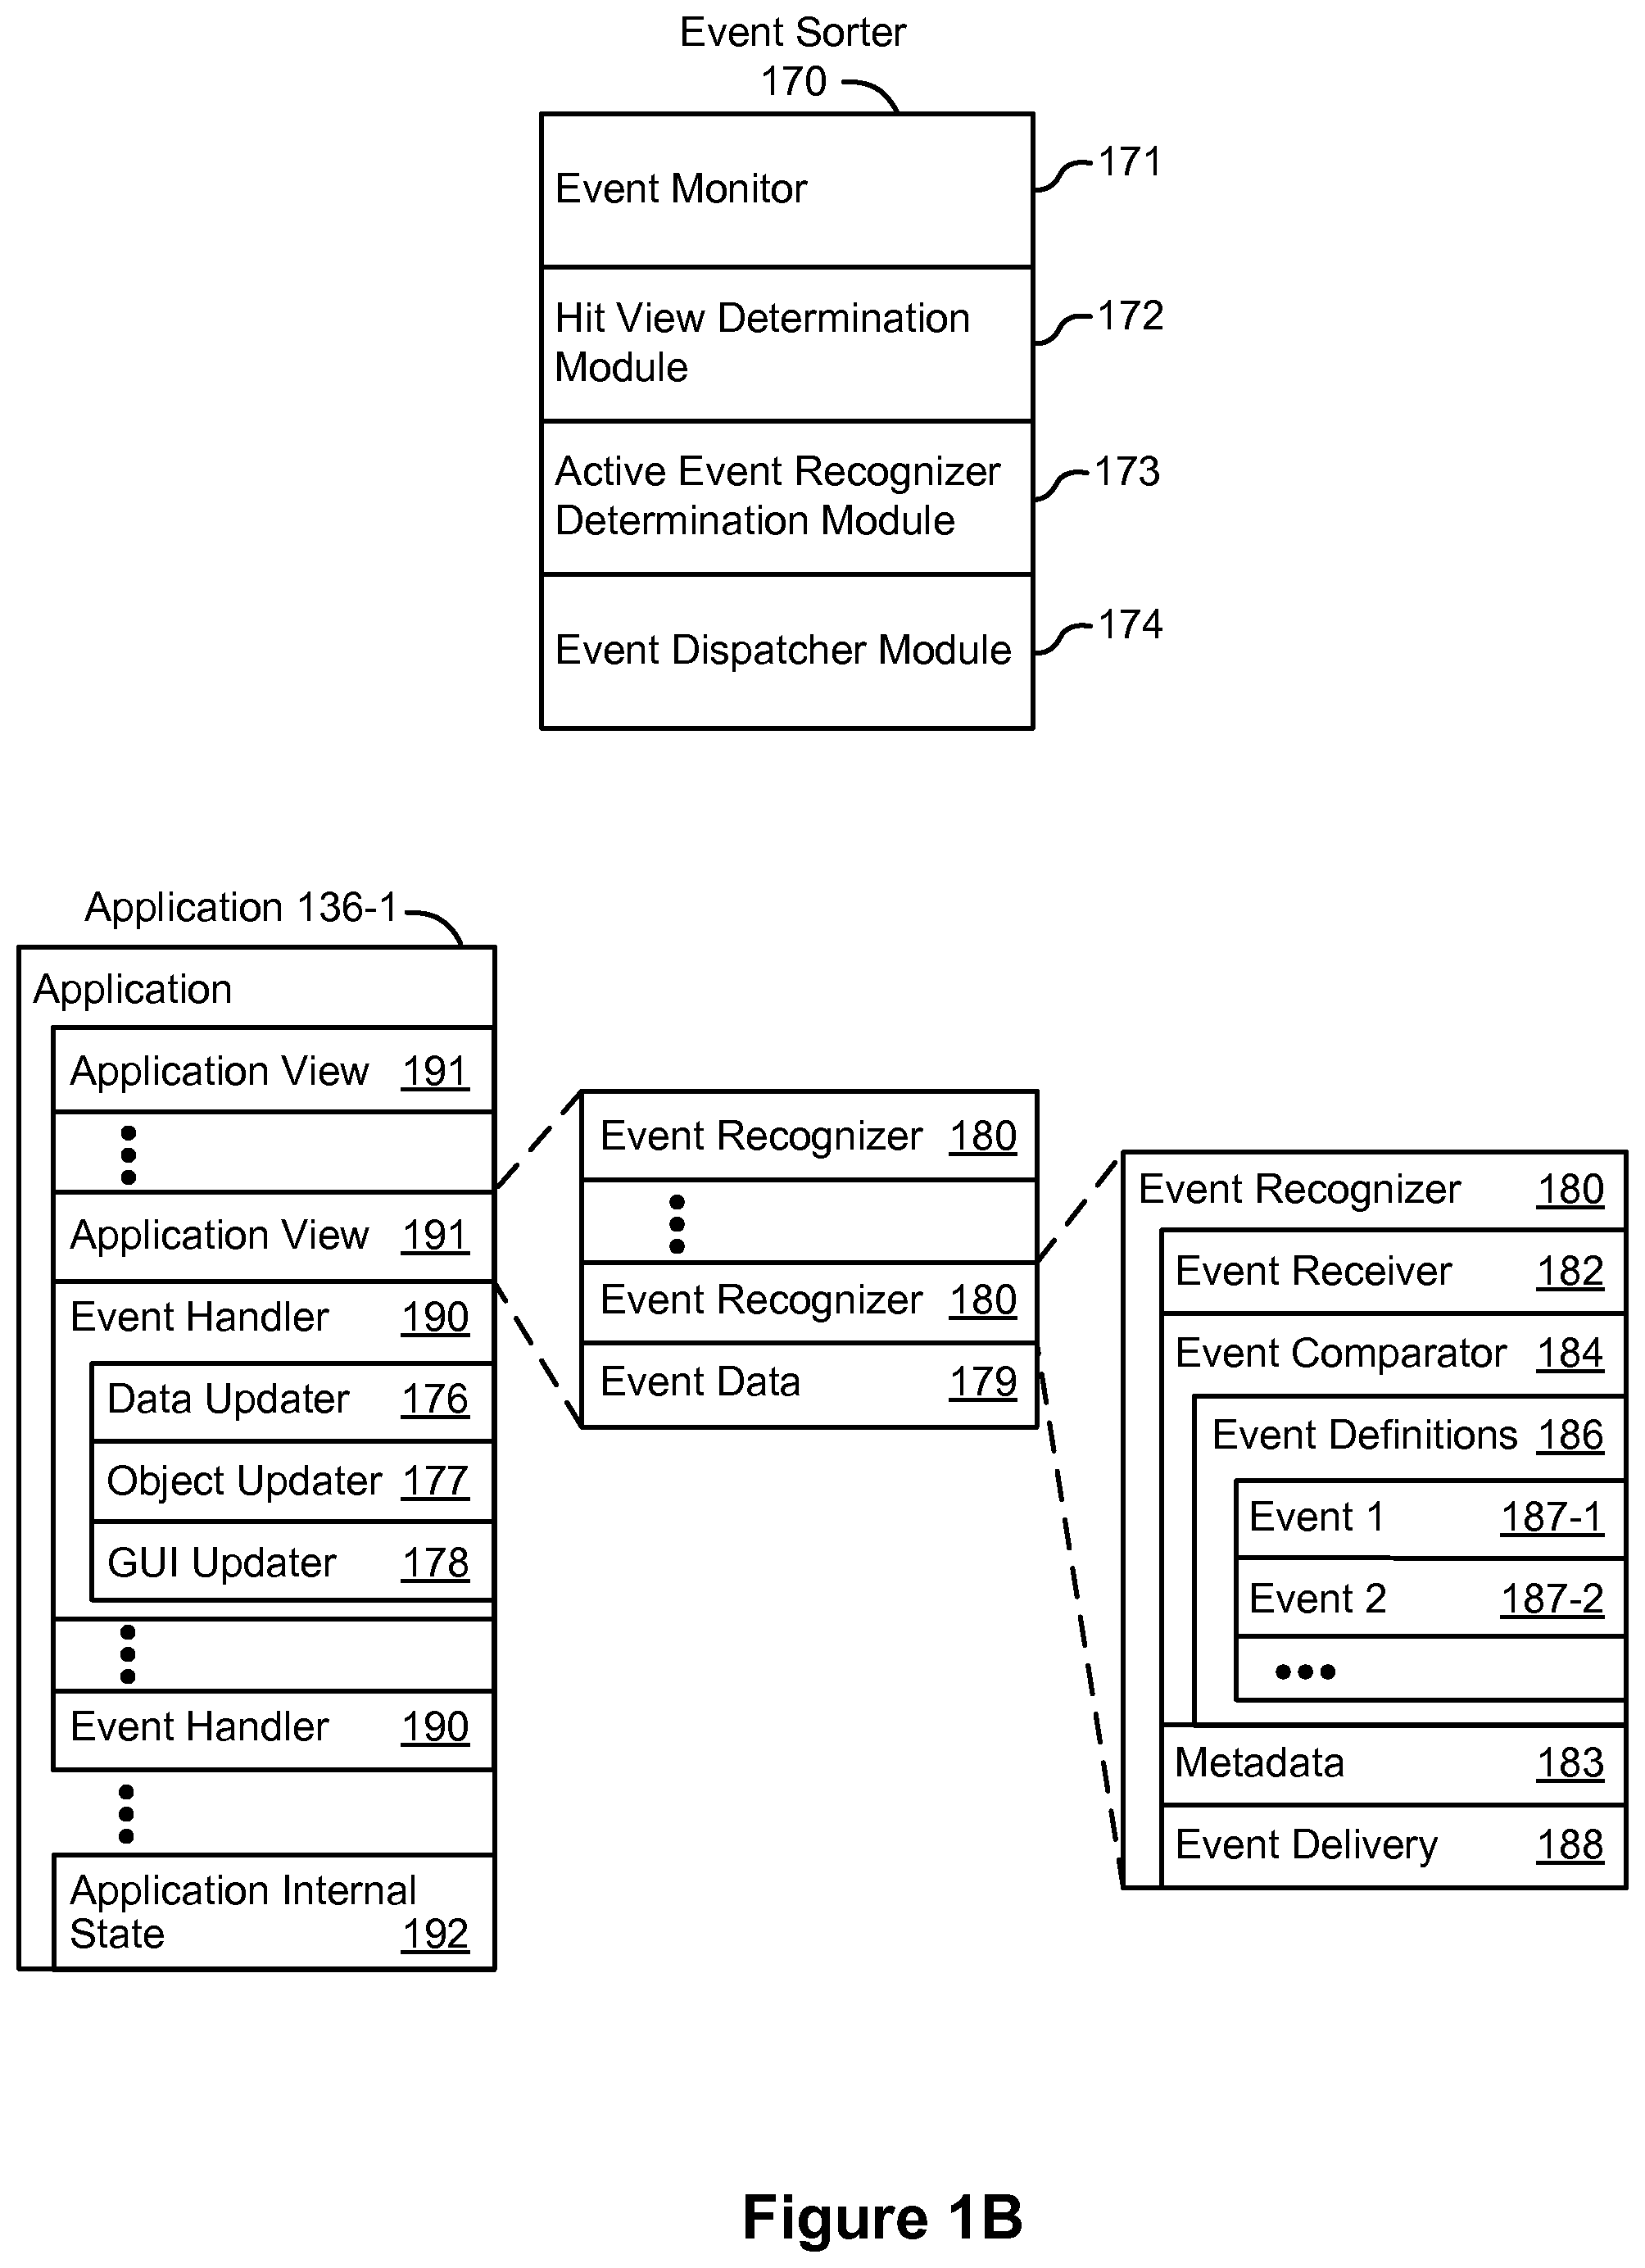 Event Sorter
170
Event Monitor
171
Hit View Determination
Module
172
Active Event Recognizer
Determination Module
173
Event Dispatcher Module
174
Application 136-1
Application
Application View 191
Application View 191
Event Handler 190
Data Updater 176
Object Updater 177
GUI Updater 178
Event Handler 190
Application Internal
State 192
Event Recognizer 180
Event Recognizer 180
Event Data 179
Event Recognizer 180
Event Receiver 182
Event Comparator 184
Event Definitions 186
Event 1 187-1
Event 2 187-2
Metadata 183
Event Delivery 188
Figure 1B